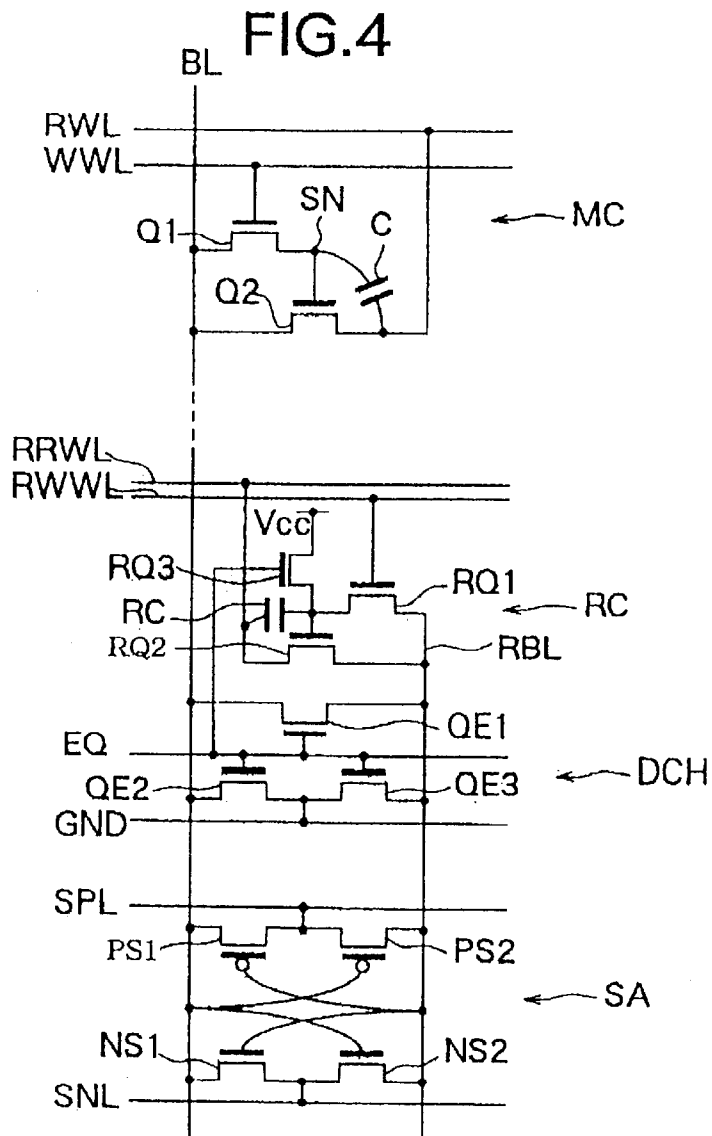 FIG.4
BL
RWL
WWL
SN
C
MC
Q1
Q2
RRWL
RWWL
Vcc
RQ3
RQ1
RC
RC
RQ2
RBL
QE1
EQ
DCH
QE2
QE3
GND
SPL
PS1
PS2
SA
NS1
NS2
SNL